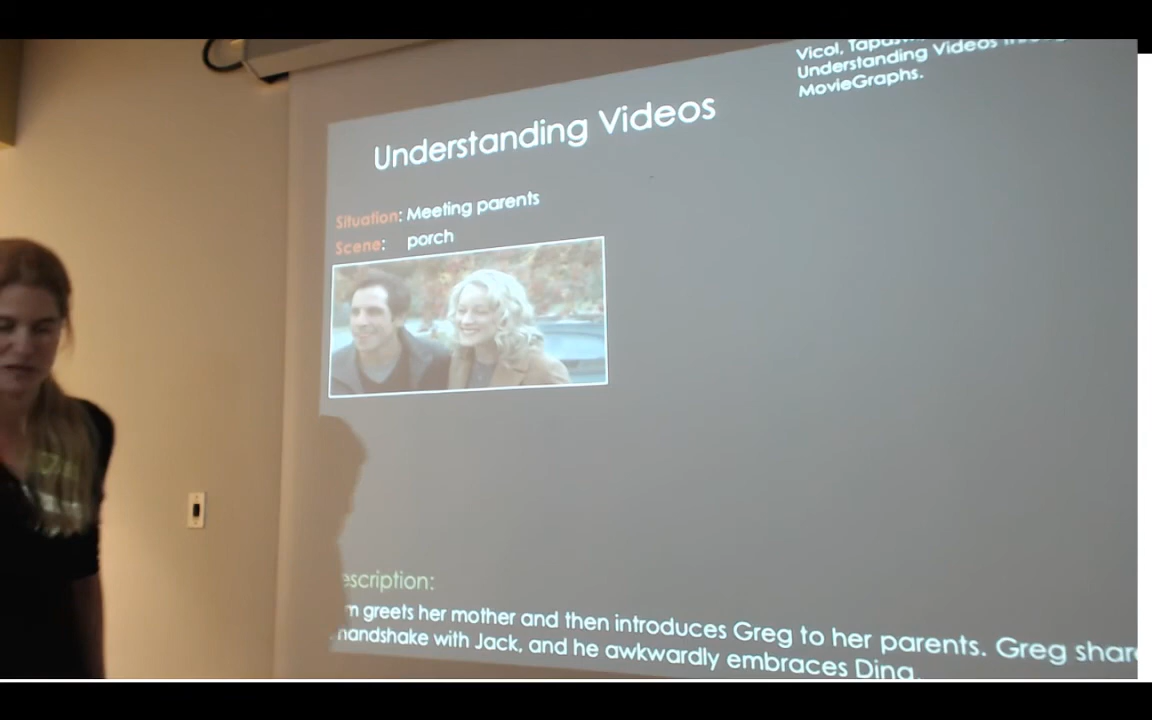 Vicol,
Understanding Videos
MovieGraphs.
Understanding Videos
Situation: Meeting parents
Scene: porch
escription:
m greets her mother and then introduces Greg to her parents. Greg share
handshake with Jack, and he awkwardly embraces Dina.